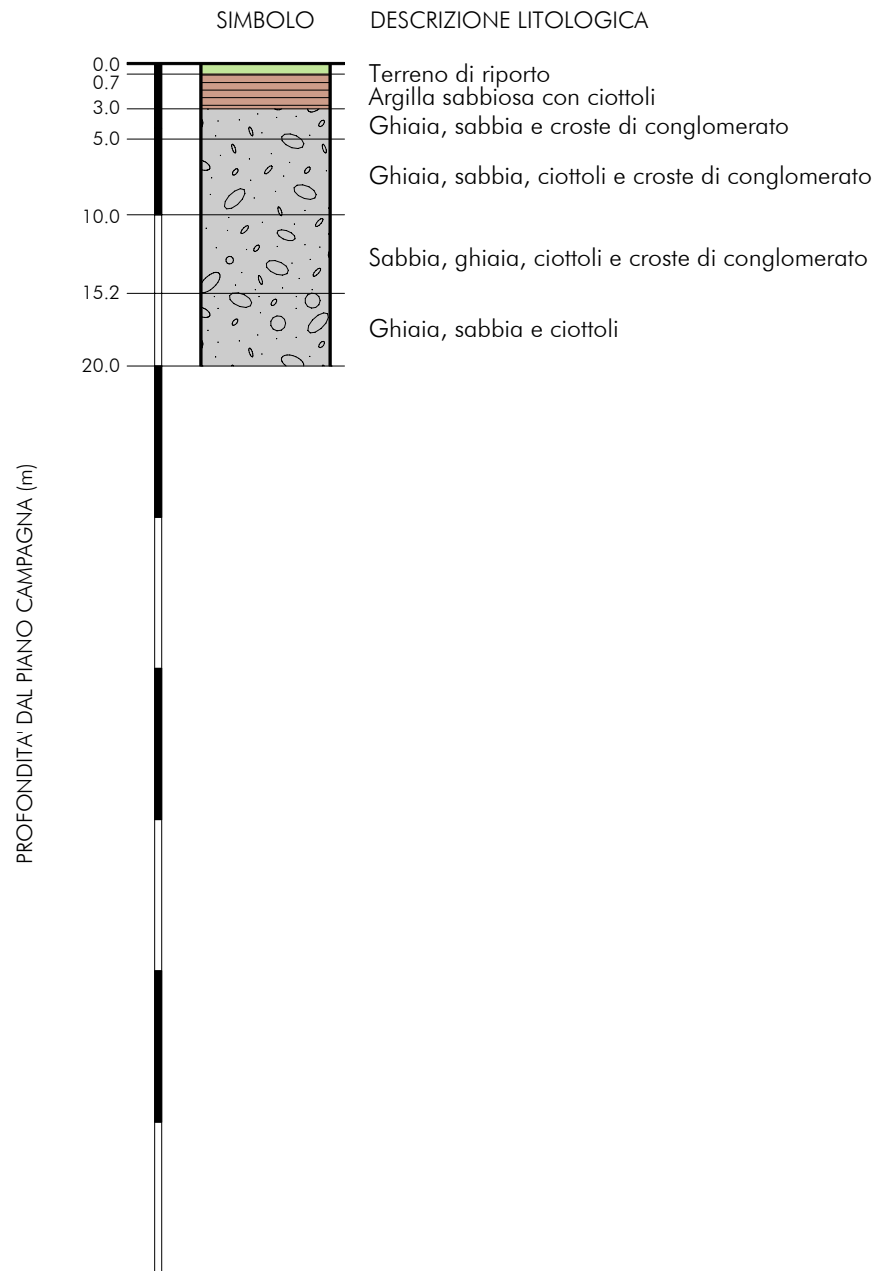 SIMBOLO DESCRIZIONE LITOLOGICA
0.0
Terreno di riporto
0.7
Argilla sabbiosa con ciottoli
3.0
Ghiaia, sabbia e croste di conglomerato
5.0
Ghiaia, sabbia, ciottoli e croste di conglomerato
10.0
Sabbia, ghiaia, ciottoli e croste di conglomerato
15.2
Ghiaia, sabbia e ciottoli
20.0
PROFONDITA' DAL PIANO CAMPAGNA (m)